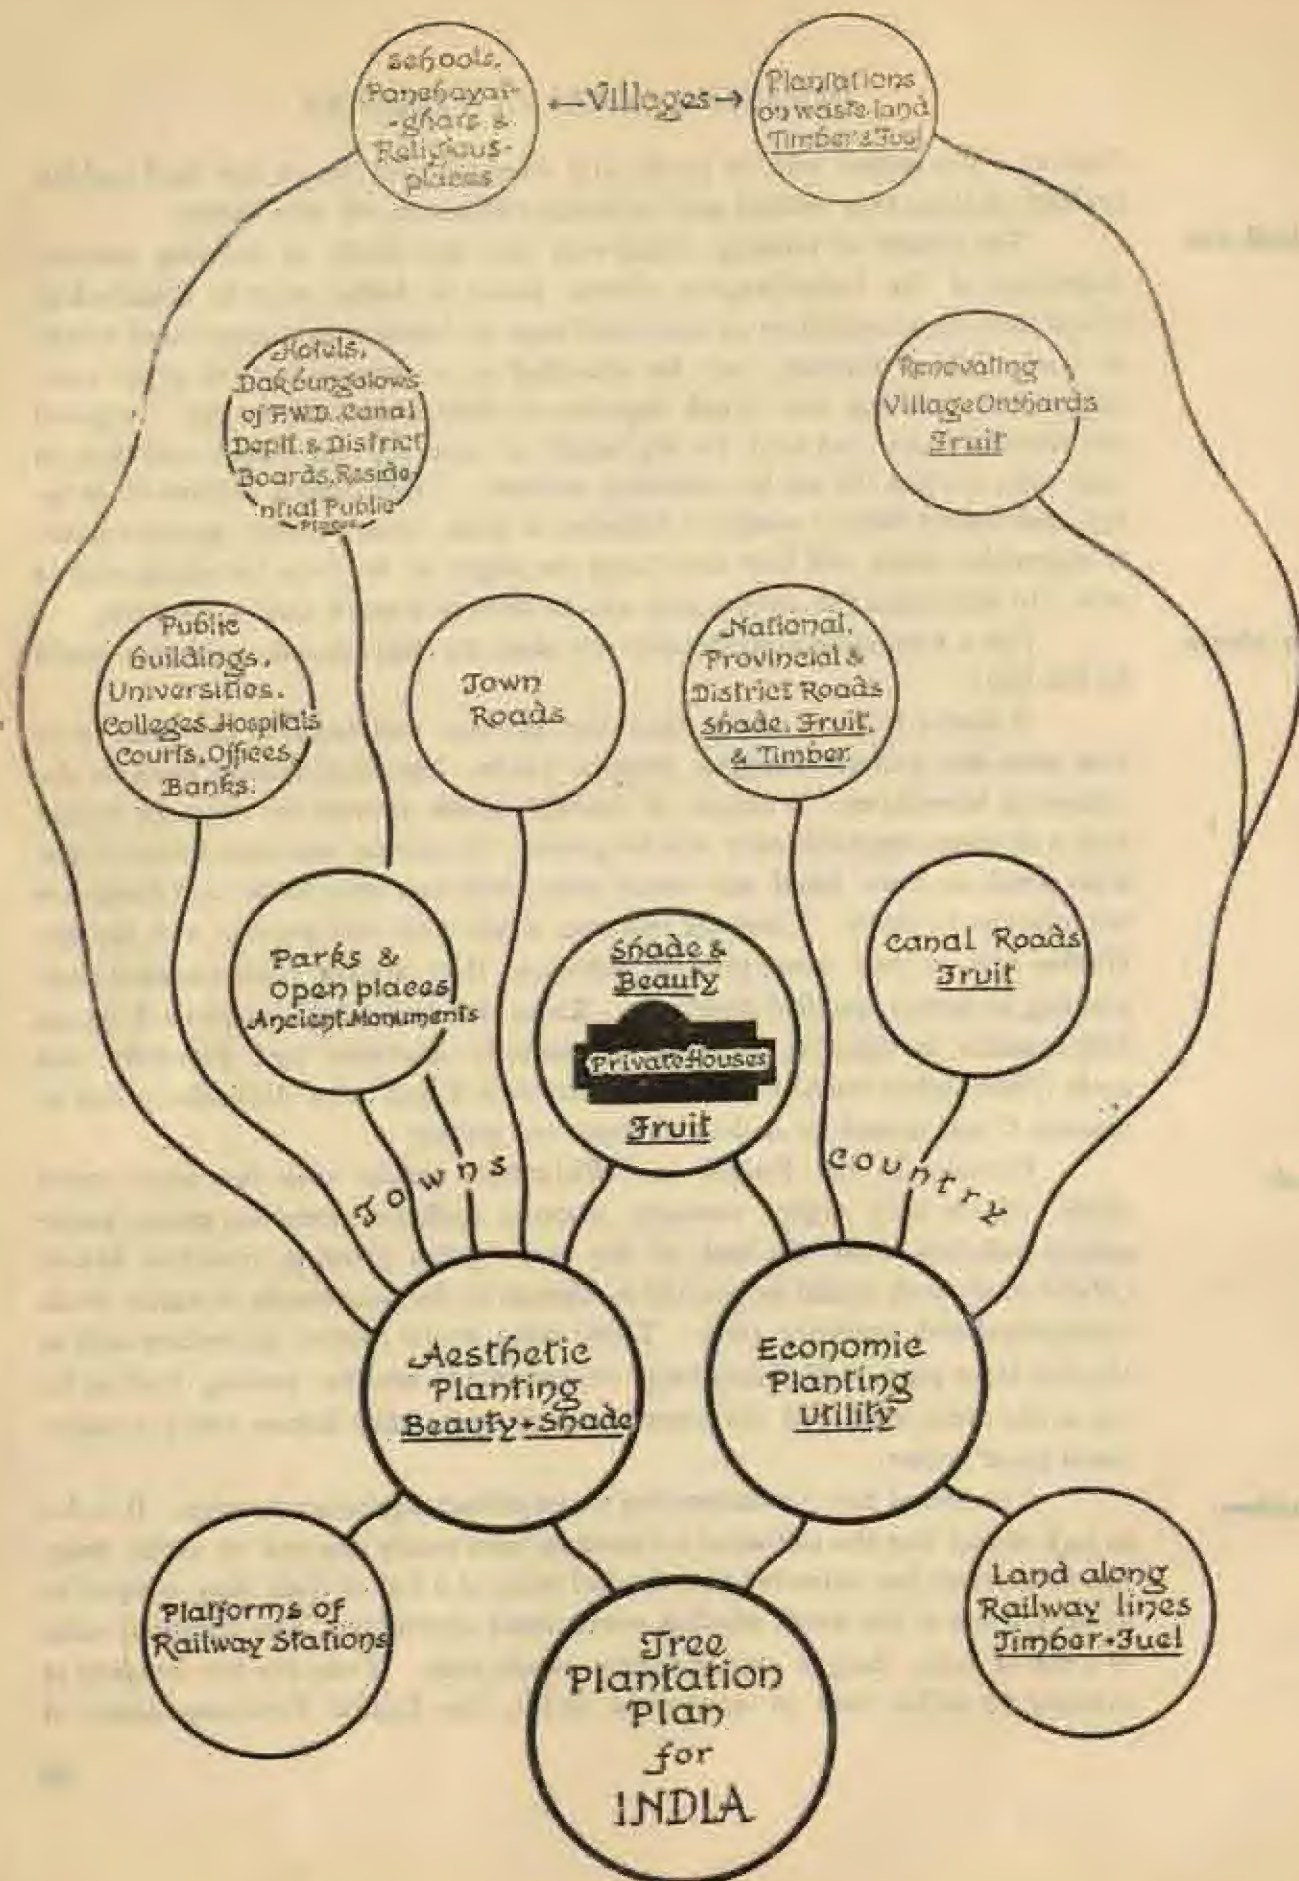 Schools,
Panchayat-
-ghars &
Religious-
places
←Villages→
Plantations
on waste-land
Timber & Fuel
Hotels,
Dakbungalows
of P.W.D. Canal
Deptt. & District
Boards, Reside-
ntial Public
Places
Renovating
Village Orchards
Fruit
Public
buildings,
Universities,
Colleges, Hospitals
Courts, Offices,
Banks.
Town
Roads
National,
Provincial &
District Roads
Shade, Fruit,
& Timber
Parks &
Open places
Ancient Monuments
Shade &
Beauty
Private Houses
Fruit
Canal Roads
Fruit
Towns
Country
Aesthetic
Planting
Beauty + Shade
Economic
Planting
Utility
Platforms of
Railway Stations
Land along
Railway lines
Timber + Fuel
Tree
Plantation
Plan
for
INDIA